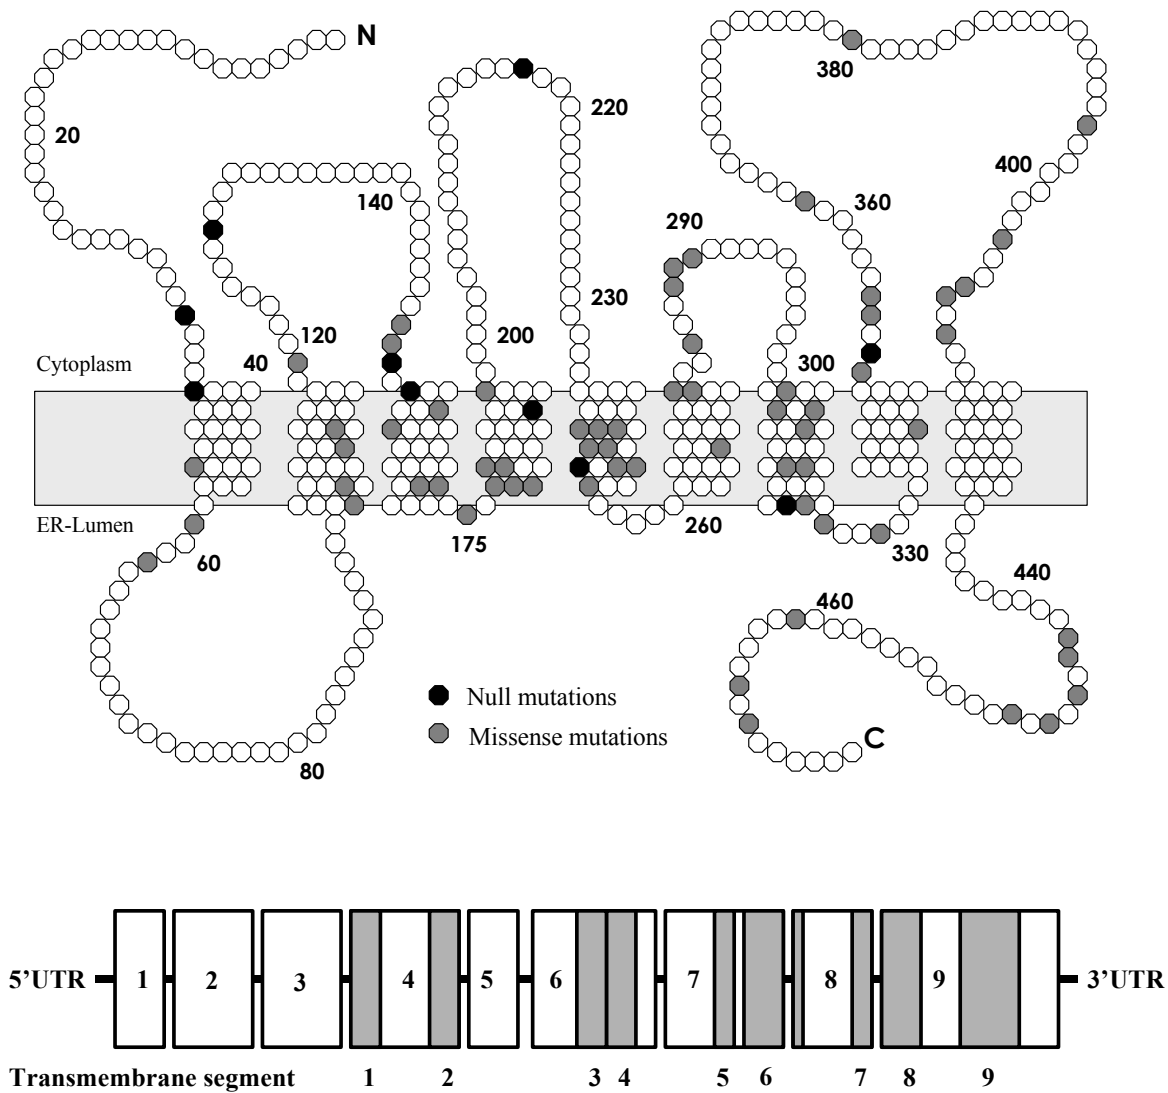 N
380
20
220
400
140
360
290
230
120
200
Cytoplasm
40
300
ER-Lumen
175
260
330
60
440
460
Null mutations
Missense mutations
C
80
5’UTR 1 2 3 4 5 6 7 8 9 3’UTR
Transmembrane segment 1 2 3 4 5 6 7 8 9